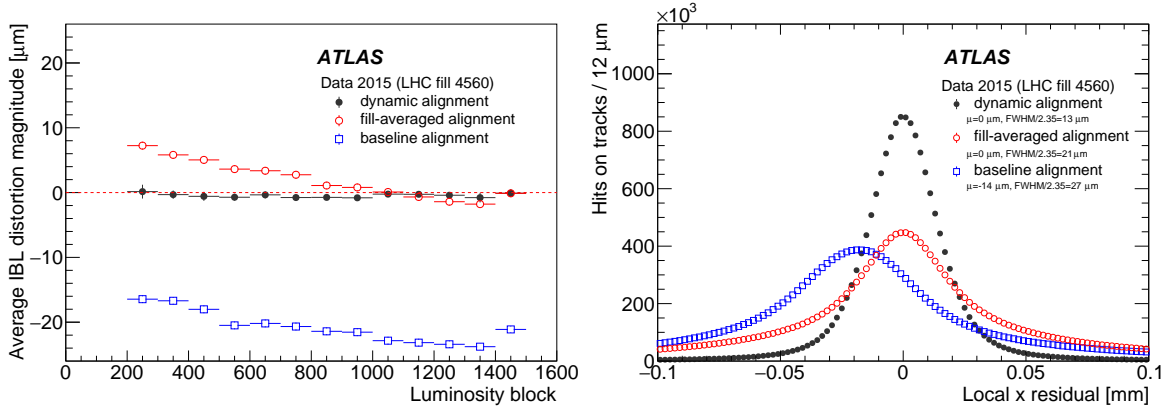 Average IBL distortion magnitude [μm]
20
10
0
−10
−20
ATLAS
Data 2015 (LHC fill 4560)
dynamic alignment
fill-averaged alignment
baseline alignment
0 200 400 600 800 1000 1200 1400 1600
Luminosity block
×10³
Hits on tracks / 12 μm
1000
800
600
400
200
0
ATLAS
Data 2015 (LHC fill 4560)
dynamic alignment
μ=0 μm, FWHM/2.35=13 μm
fill-averaged alignment
μ=0 μm, FWHM/2.35=21μm
baseline alignment
μ=-14 μm, FWHM/2.35=27 μm
−0.1 −0.05 0 0.05 0.1
Local x residual [mm]